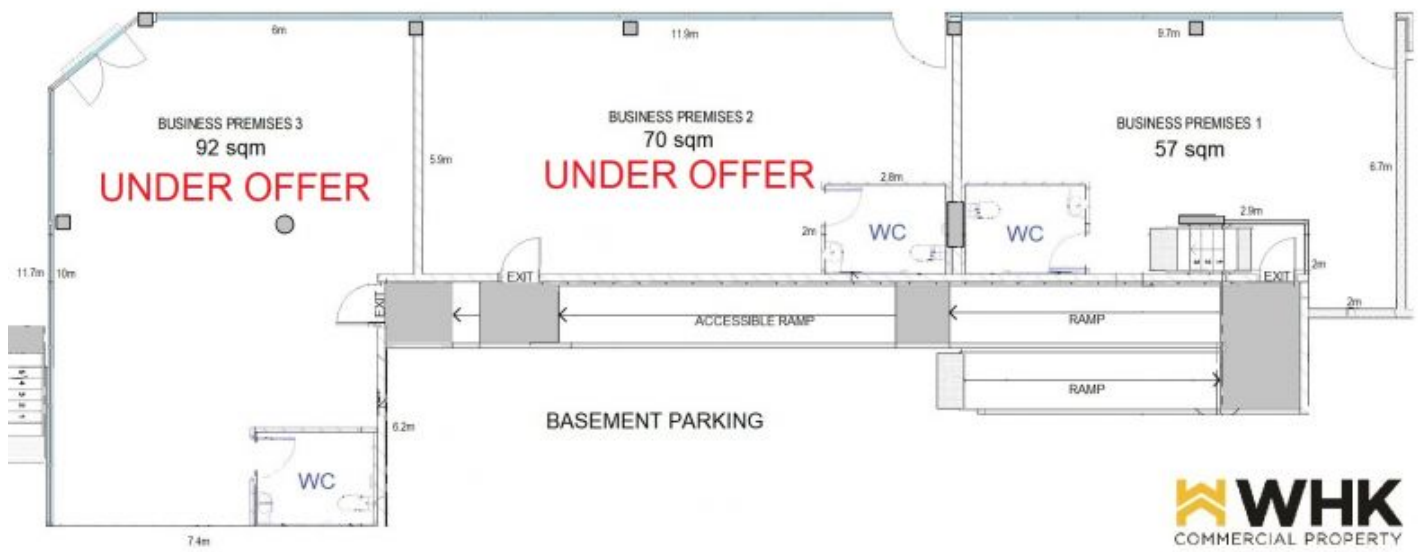 6m
11.9m
9.7m
BUSINESS PREMISES 3
92 sqm
UNDER OFFER
BUSINESS PREMISES 2
70 sqm
UNDER OFFER
BUSINESS PREMISES 1
57 sqm
5.9m
6.7m
2.8m
2m
WC
WC
2.9m
2m
11.7m
10m
EXIT
EXIT
EXIT
2m
ACCESSIBLE RAMP
RAMP
RAMP
BASEMENT PARKING
6.2m
WC
7.4m
WHK
COMMERCIAL PROPERTY